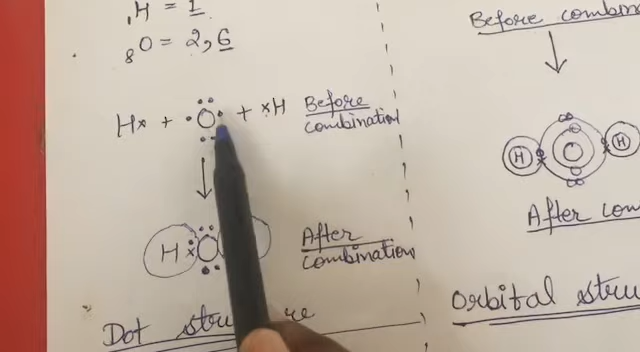 ₁H = 1
₈O = 2, 6
Hx + O + xH Before combination
H x O After combination
Dot
Before
After
Orbital